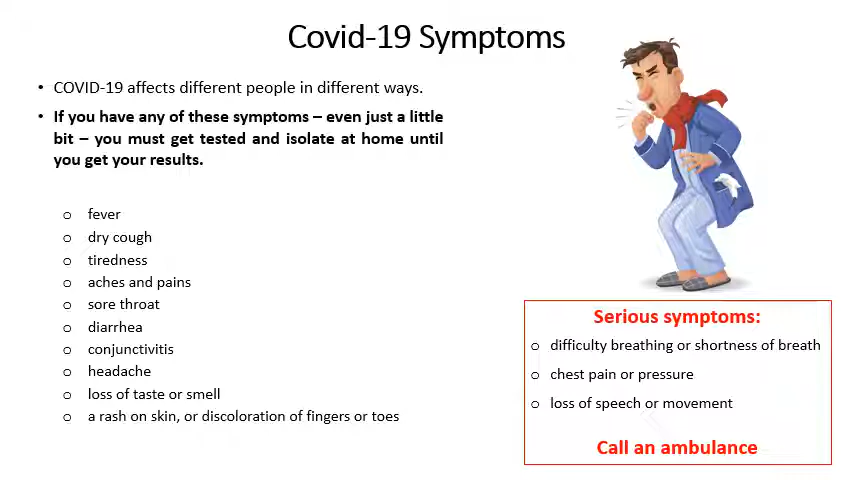 Covid-19 Symptoms
• COVID-19 affects different people in different ways.
• If you have any of these symptoms – even just a little
bit – you must get tested and isolate at home until
you get your results.
o fever
o dry cough
o tiredness
o aches and pains
o sore throat
o diarrhea
o conjunctivitis
o headache
o loss of taste or smell
o a rash on skin, or discoloration of fingers or toes
Serious symptoms:
o difficulty breathing or shortness of breath
o chest pain or pressure
o loss of speech or movement
Call an ambulance